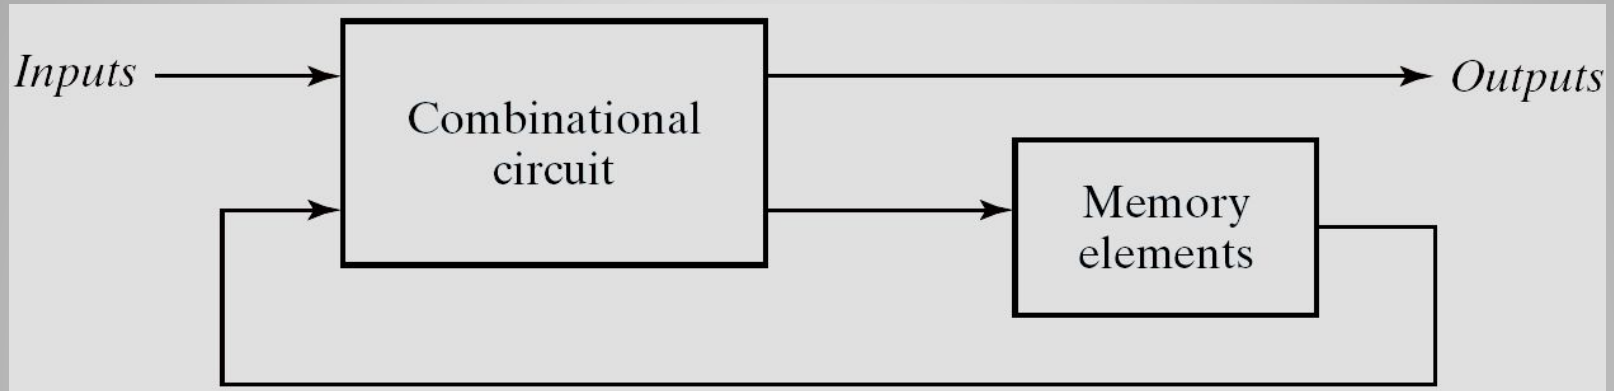 Inputs
Combinational
circuit
Outputs
Memory
elements